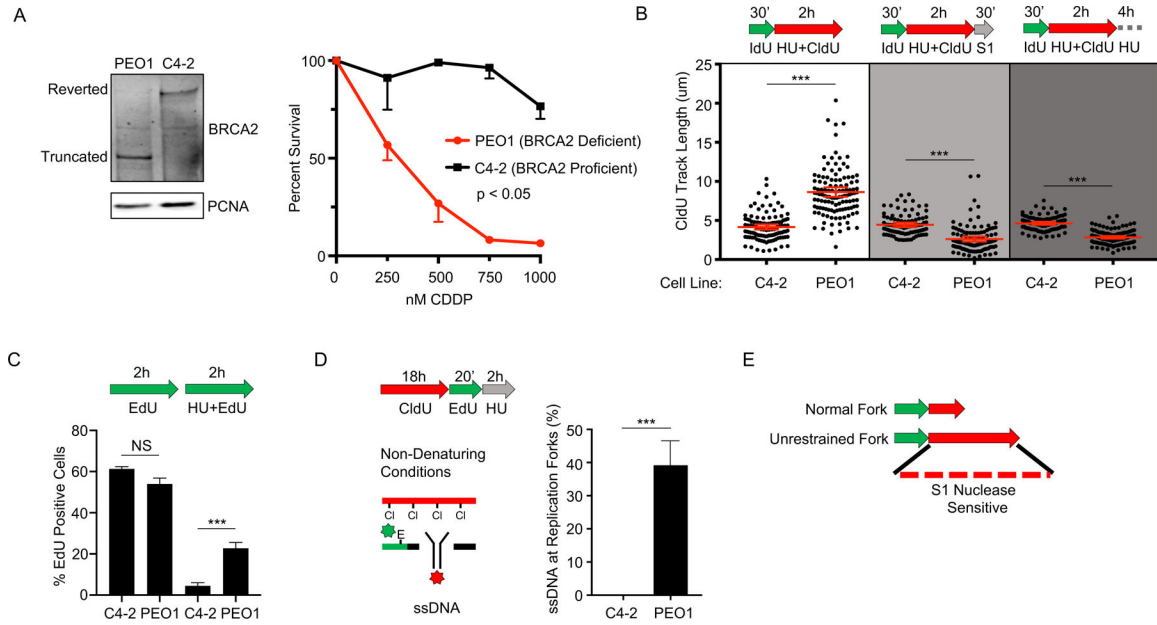 A
PEO1 C4-2
Reverted
BRCA2
Truncated
PCNA
Percent Survival
100
50
0
0 250 500 750 1000
nM CDDP
PEO1 (BRCA2 Deficient)
C4-2 (BRCA2 Proficient)
p < 0.05
B
30' 2h 30' 2h 30' 30' 2h 4h
IdU HU+CldU IdU HU+CldU S1 IdU HU+CldU HU
CldU Track Length (um)
25
20
15
10
5
0
*** *** ***
Cell Line: C4-2 PEO1 C4-2 PEO1 C4-2 PEO1
C
2h 2h
EdU HU+EdU
% EdU Positive Cells
80
60
40
20
0
NS
***
C4-2 PEO1 C4-2 PEO1
D
18h 20' 2h
CldU EdU HU
Non-Denaturing
Conditions
Cl Cl Cl Cl
E
ssDNA
ssDNA at Replication Forks (%)
50
40
30
20
10
0
***
C4-2 PEO1
E
Normal Fork
Unrestrained Fork
S1 Nuclease
Sensitive